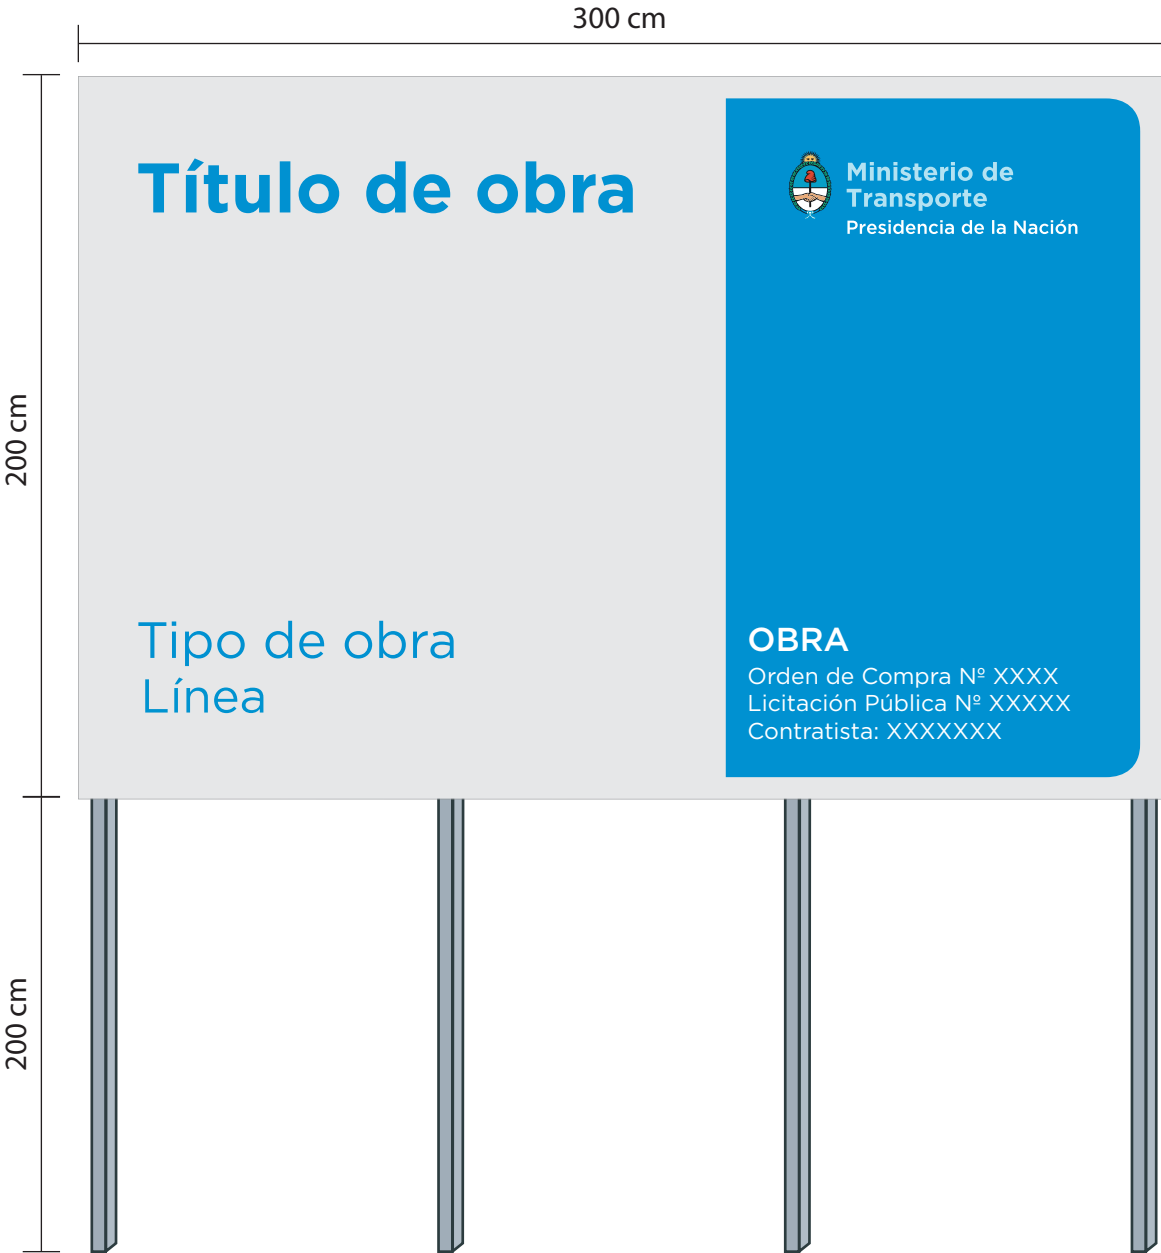 300 cm
200 cm
Título de obra
Ministerio de
Transporte
Presidencia de la Nación
Tipo de obra
Línea
OBRA
Orden de Compra Nº XXXX
Licitación Pública Nº XXXXX
Contratista: XXXXXXX
200 cm